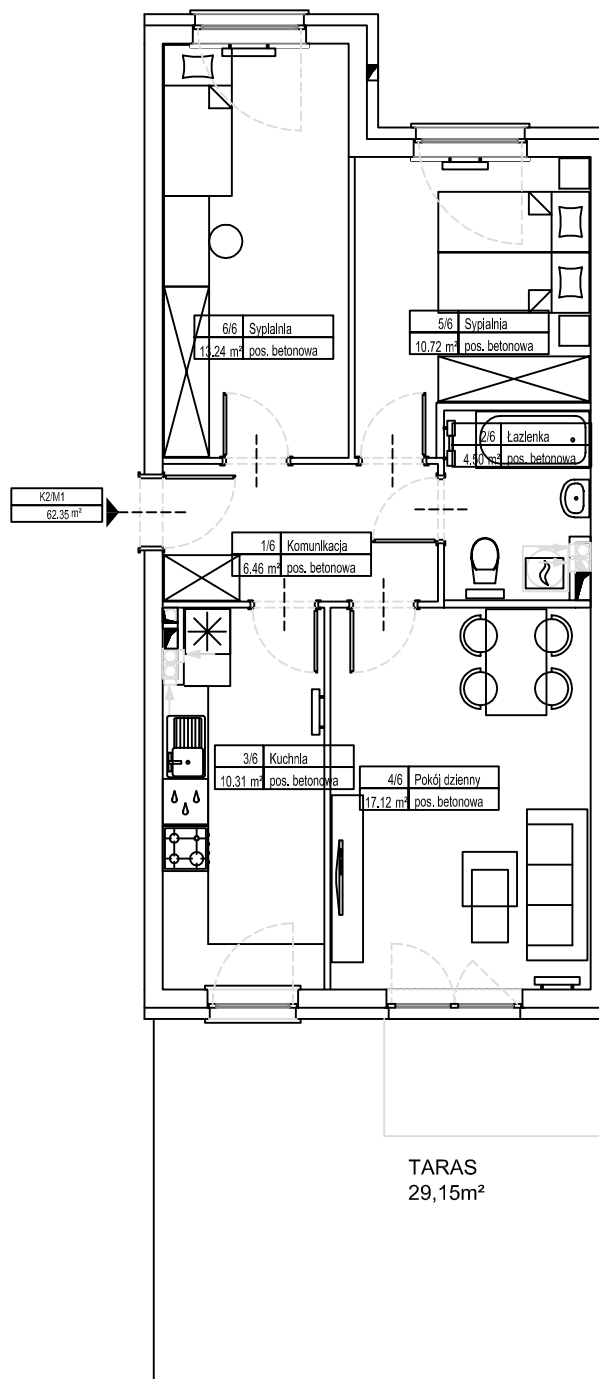 6/6 Sypialnia
13.24 m² pos. betonowa
5/6 Sypialnia
10.72 m² pos. betonowa
2/6 Łazienka
4.50 m² pos. betonowa
K2/M1
62.35 m²
1/6 Komunikacja
6.46 m² pos. betonowa
3/6 Kuchnia
10.31 m² pos. betonowa
4/6 Pokój dzienny
17.12 m² pos. betonowa
TARAS
29,15m²